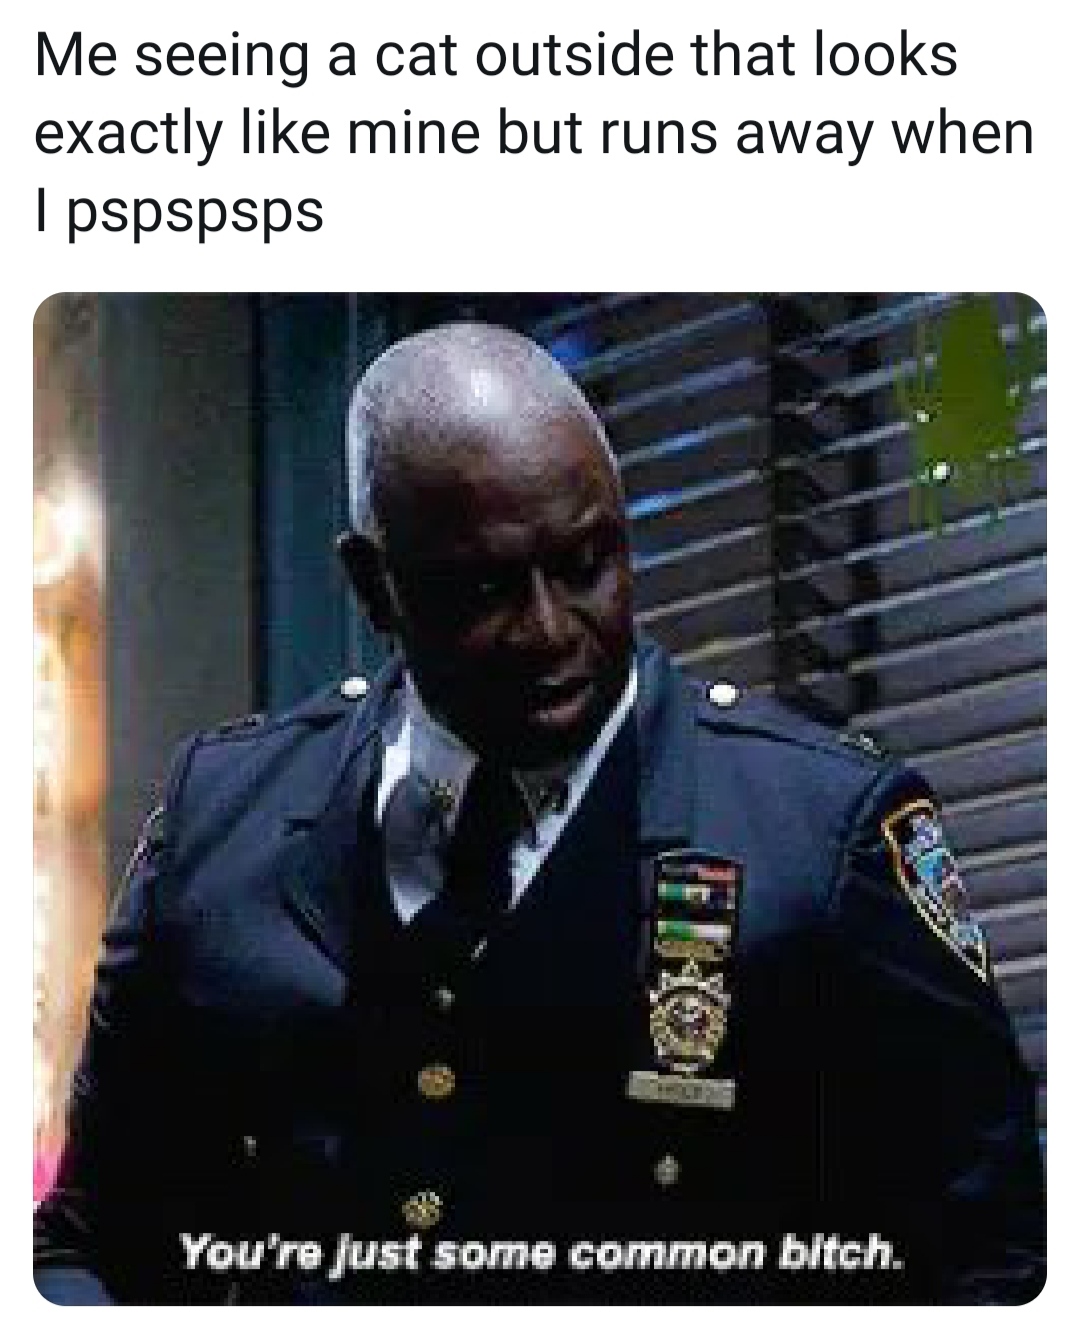 Me seeing a cat outside that looks
exactly like mine but runs away when
I pspspsps
You're just some common bitch.